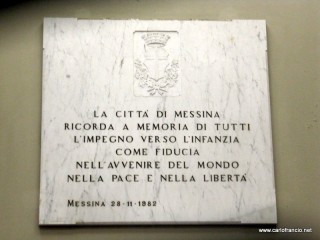 LA CITTÀ DI MESSINA
RICORDA A MEMORIA DI TUTTI
L'IMPEGNO VERSO L'INFANZIA
COME FIDUCIA
NELL'AVVENIRE DEL MONDO
NELLA PACE E NELLA LIBERTÀ
MESSINA 28-11-1982
www.carlofrancio.net